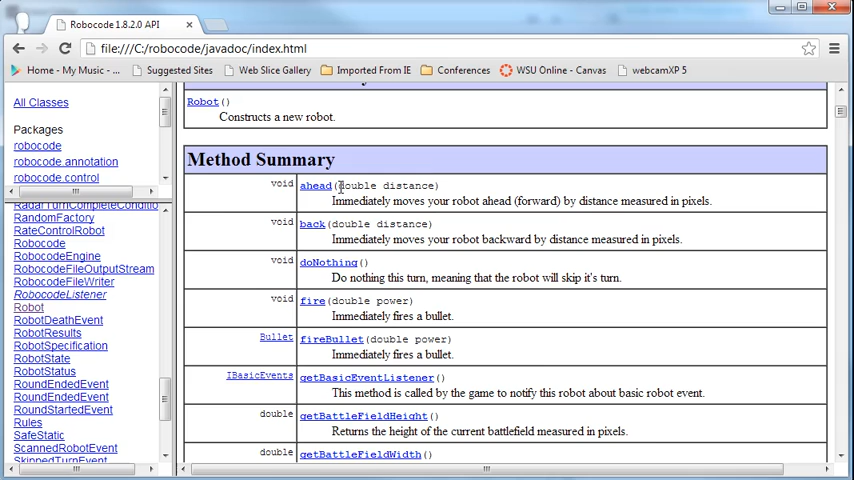 Robocode 1.8.2.0 API
file:///C:/robocode/javadoc/index.html
Home - My Music - ... Suggested Sites Web Slice Gallery Imported From IE Conferences WSU Online - Canvas webcamXP 5
All Classes
Packages
robocode
robocode.annotation
robocode.control
RadarTurnCompleteConditio
RandomFactory
RateControlRobot
Robocode
RobocodeEngine
RobocodeFileOutputStream
RobocodeFileWriter
RobocodeListener
Robot
RobotDeathEvent
RobotResults
RobotSpecification
RobotState
RobotStatus
RoundEndedEvent
RoundEndedEvent
RoundStartedEvent
Rules
SafeStatic
ScannedRobotEvent
SkippedTurnEvent
Robot()
Constructs a new robot.
Method Summary
void ahead(double distance)
Immediately moves your robot ahead (forward) by distance measured in pixels.
void back(double distance)
Immediately moves your robot backward by distance measured in pixels.
void doNothing()
Do nothing this turn, meaning that the robot will skip it's turn.
void fire(double power)
Immediately fires a bullet.
Bullet fireBullet(double power)
Immediately fires a bullet.
IBasicEvents getBasicEventListener()
This method is called by the game to notify this robot about basic robot event.
double getBattleFieldHeight()
Returns the height of the current battlefield measured in pixels.
double getBattleFieldWidth()